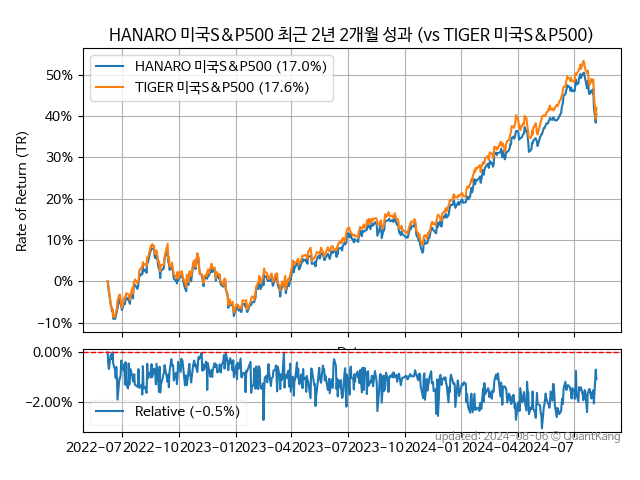 HANARO 미국S&P500 최근 2년 2개월 성과 (vs TIGER 미국S&P500)
HANARO 미국S&P500 (17.0%)
TIGER 미국S&P500 (17.6%)
Rate of Return (TR)
50%
40%
30%
20%
10%
0%
−10%
0.00%
−2.00%
Relative (−0.5%)
2022-07 2022-10 2023-01 2023-04 2023-07 2023-10 2024-01 2024-04 2024-07
updated: 2024-08-06 © QuantKang